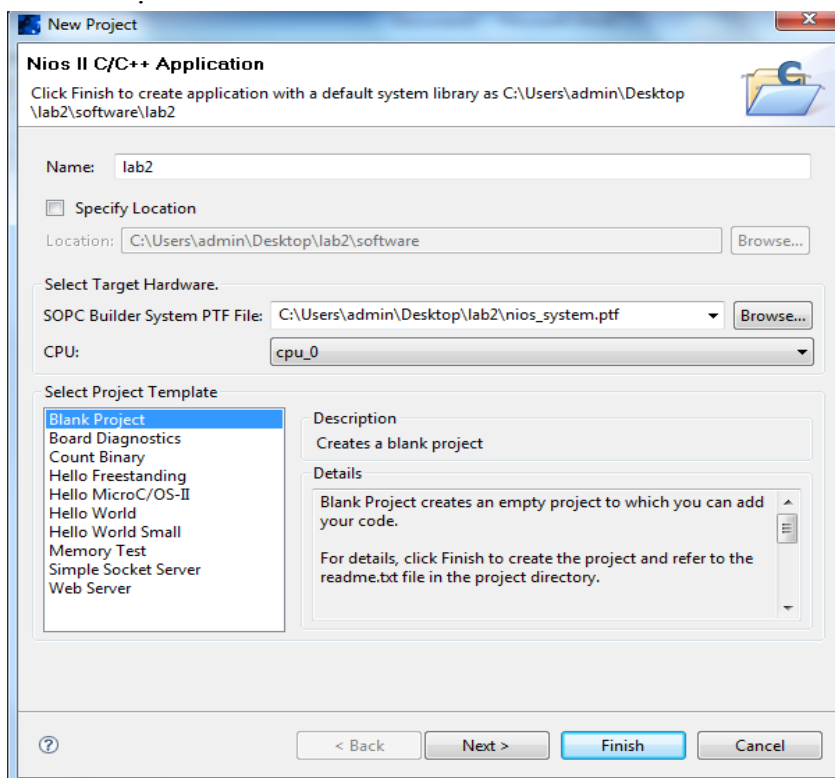 New Project
Nios II C/C++ Application
Click Finish to create application with a default system library as C:\Users\admin\Desktop
\lab2\software\lab2
Name: lab2
Specify Location
Location: C:\Users\admin\Desktop\lab2\software Browse...
Select Target Hardware.
SOPC Builder System PTF File: C:\Users\admin\Desktop\lab2\nios_system.ptf Browse...
CPU: cpu_0
Select Project Template
Blank Project
Board Diagnostics
Count Binary
Hello Freestanding
Hello MicroC/OS-II
Hello World
Hello World Small
Memory Test
Simple Socket Server
Web Server
Description
Creates a blank project
Details
Blank Project creates an empty project to which you can add
your code.
For details, click Finish to create the project and refer to the
readme.txt file in the project directory.
? < Back Next > Finish Cancel